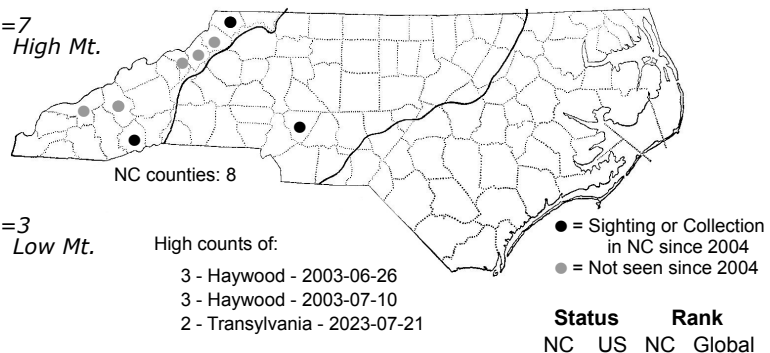 =7
High Mt.
NC counties: 8
=3
Low Mt.
High counts of:
3 - Haywood - 2003-06-26
3 - Haywood - 2003-07-10
2 - Transylvania - 2023-07-21
● = Sighting or Collection
in NC since 2004
● = Not seen since 2004
Status Rank
NC US NC Global